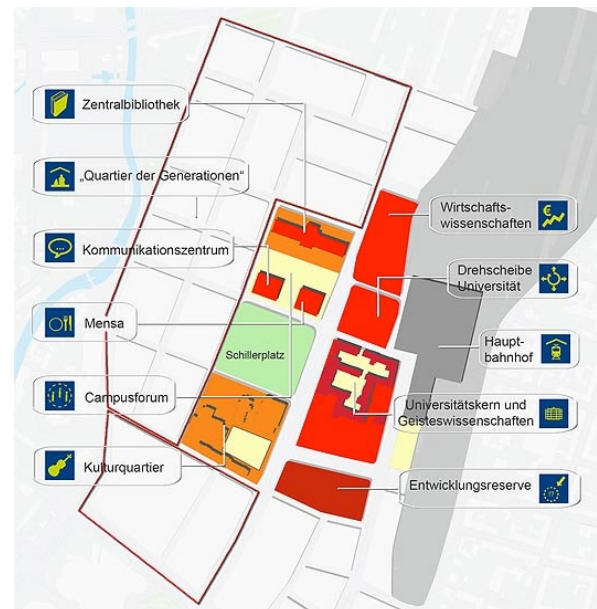 Zentralbibliothek
„Quartier der Generationen“
Kommunikationszentrum
Mensa
Campusforum
Kulturquartier
Schillerplatz
Wirtschafts-
wissenschaften
Drehscheibe
Universität
Haupt-
bahnhof
Universitätskern und
Geisteswissenschaften
Entwicklungsreserve